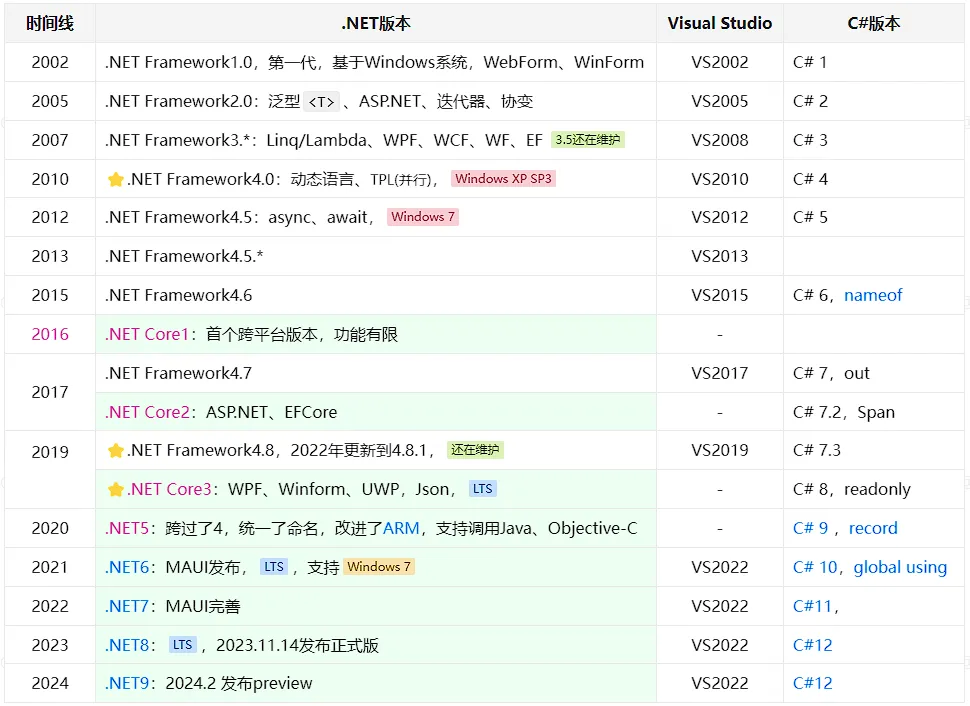 时间线 .NET版本 Visual Studio C#版本
2002 .NET Framework1.0，第一代，基于Windows系统，WebForm、WinForm VS2002 C# 1
2005 .NET Framework2.0：泛型 <T> 、ASP.NET、迭代器、协变 VS2005 C# 2
2007 .NET Framework3.*：Linq/Lambda、WPF、WCF、WF、EF 3.5还在维护 VS2008 C# 3
2010 ⭐.NET Framework4.0：动态语言、TPL(并行)， Windows XP SP3 VS2010 C# 4
2012 .NET Framework4.5：async、await， Windows 7 VS2012 C# 5
2013 .NET Framework4.5.* VS2013
2015 .NET Framework4.6 VS2015 C# 6，nameof
2016 .NET Core1：首个跨平台版本，功能有限 -
2017 .NET Framework4.7 VS2017 C# 7，out
.NET Core2：ASP.NET、EFCore - C# 7.2，Span
2019 ⭐.NET Framework4.8，2022年更新到4.8.1， 还在维护 VS2019 C# 7.3
⭐.NET Core3：WPF、Winform、UWP，Json， LTS - C# 8，readonly
2020 .NET5：跨过了4，统一了命名，改进了ARM，支持调用Java、Objective-C - C# 9 ，record
2021 .NET6：MAUI发布， LTS ，支持 Windows 7 VS2022 C# 10，global using
2022 .NET7：MAUI完善 VS2022 C#11，
2023 .NET8： LTS ，2023.11.14发布正式版 VS2022 C#12
2024 .NET9：2024.2 发布preview VS2022 C#12